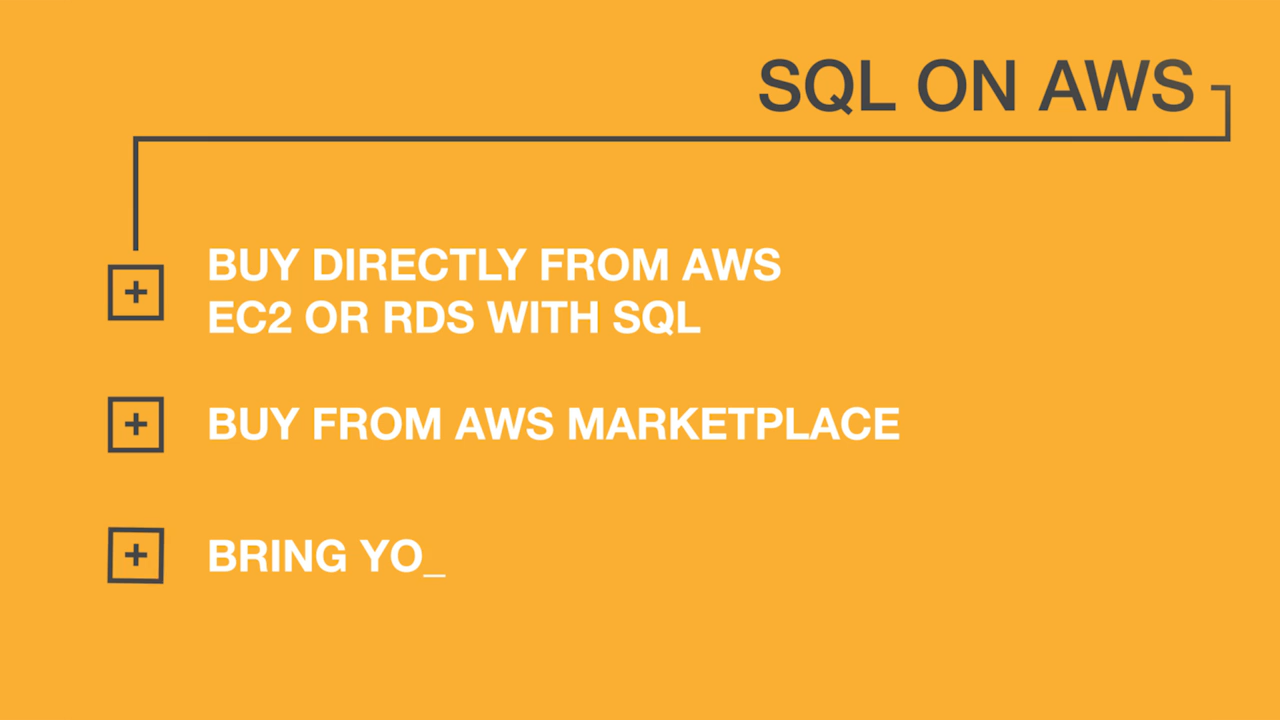 SQL ON AWS
BUY DIRECTLY FROM AWS
EC2 OR RDS WITH SQL
BUY FROM AWS MARKETPLACE
BRING YO_